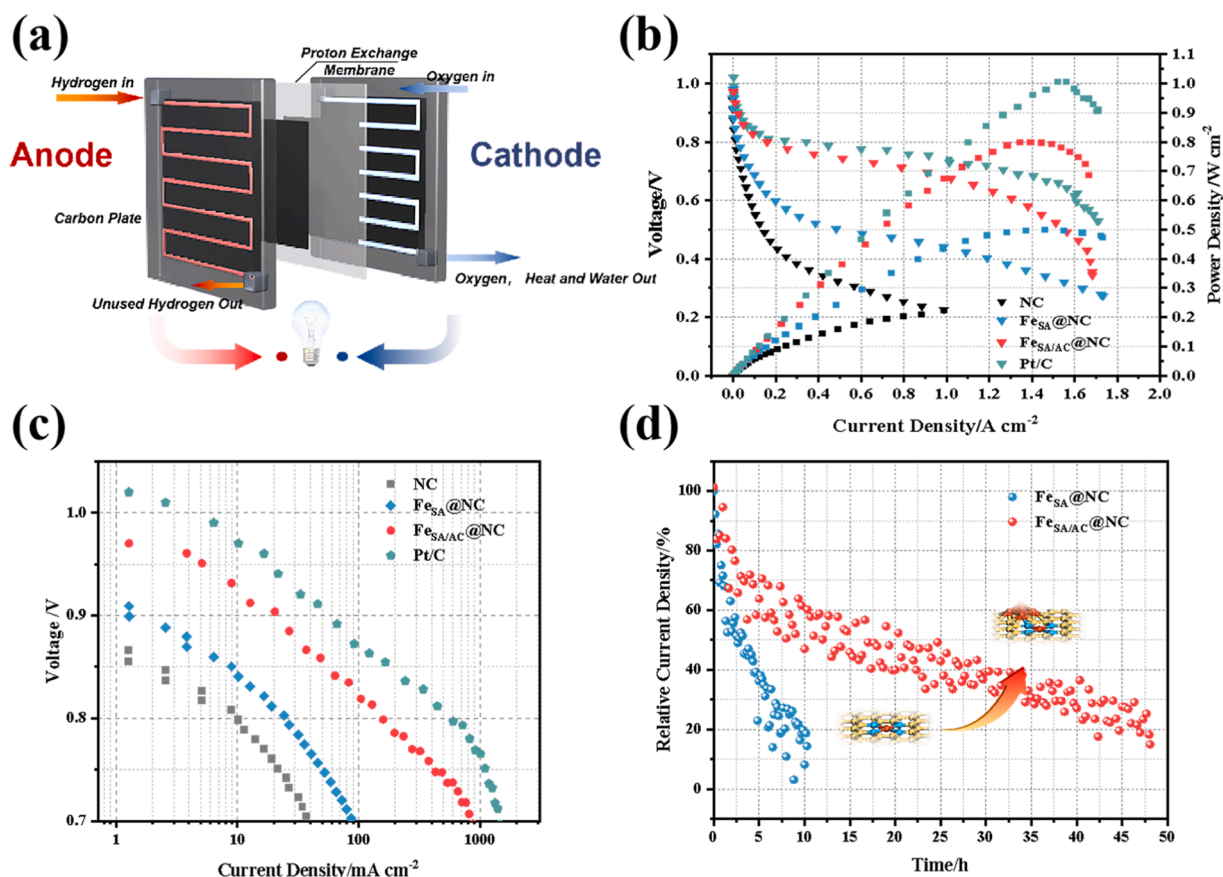 (a)
Proton Exchange
Membrane
Hydrogen in
Oxygen in
Anode
Cathode
Carbon Plate
Oxygen, Heat and Water Out
Unused Hydrogen Out
(b)
Voltage/V
1.0
0.8
0.6
0.4
0.2
0.0
1.1
1.0
0.9
0.8
0.7
0.6
0.5
0.4
0.3
0.2
0.1
0.0
Power Density /W cm-2
NC
FeSA@NC
FeSA/AC@NC
Pt/C
0.0 0.2 0.4 0.6 0.8 1.0 1.2 1.4 1.6 1.8 2.0
Current Density/A cm-2
(c)
Voltage /V
1.0
0.9
0.8
0.7
NC
FeSA@NC
FeSA/AC@NC
Pt/C
1 10 100 1000
Current Density/mA cm-2
(d)
Relative Current Density/%
100
80
60
40
20
0
FeSA@NC
FeSA/AC@NC
0 5 10 15 20 25 30 35 40 45 50
Time/h